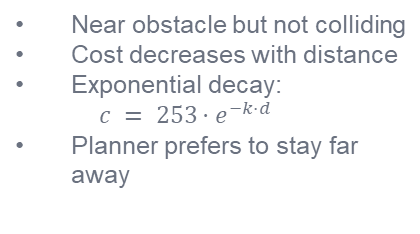 • Near obstacle but not colliding
• Cost decreases with distance
• Exponential decay:
c = 253 · e^{−k·d}
• Planner prefers to stay far
away